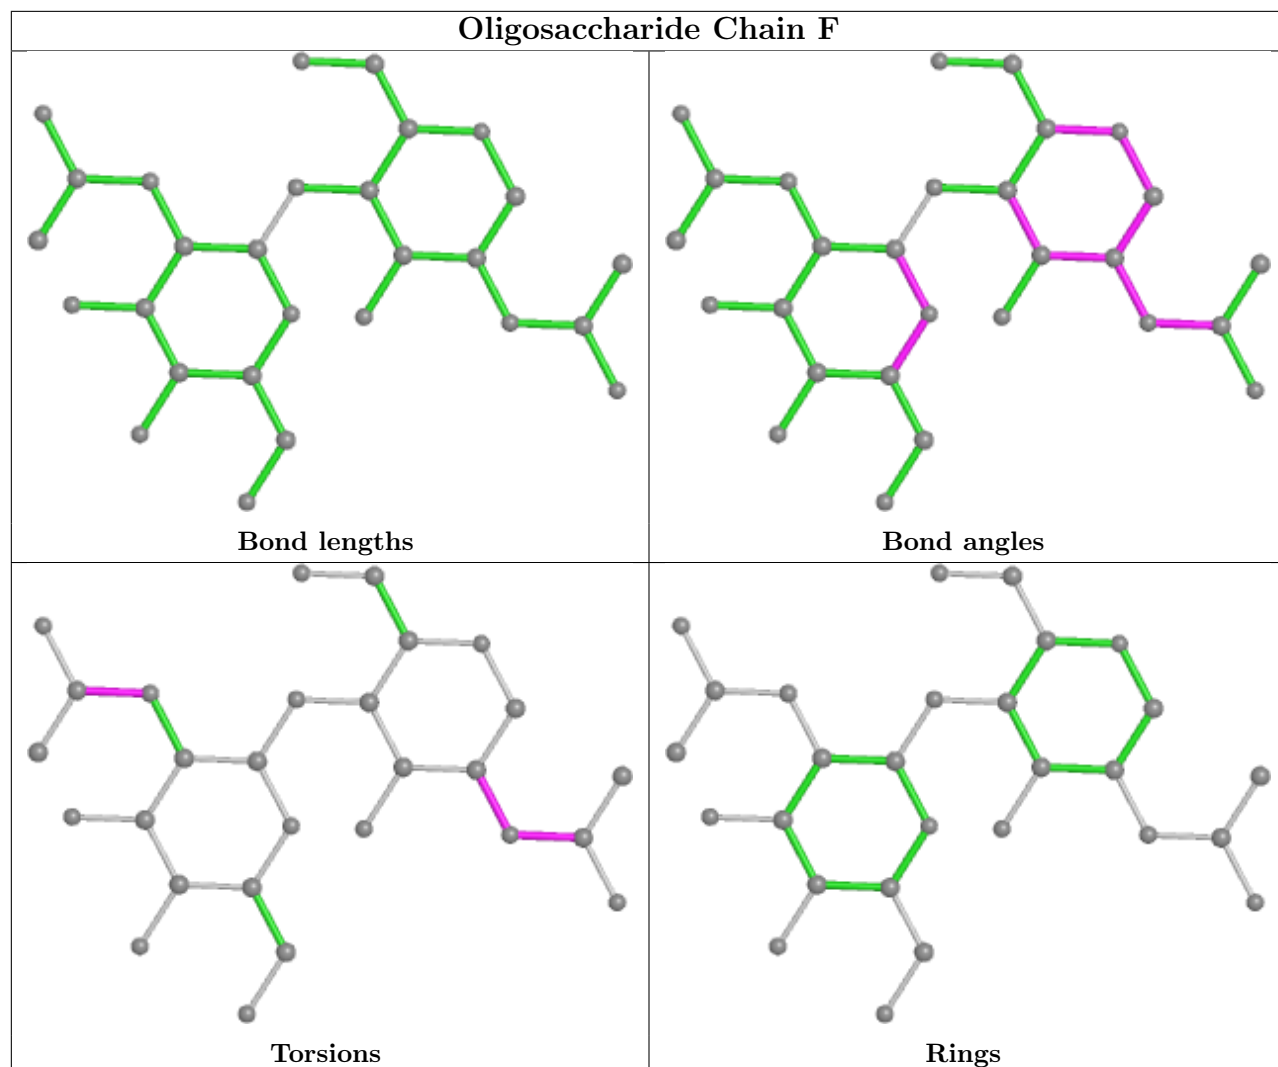 Oligosaccharide Chain F
Bond lengths
Bond angles
Torsions
Rings